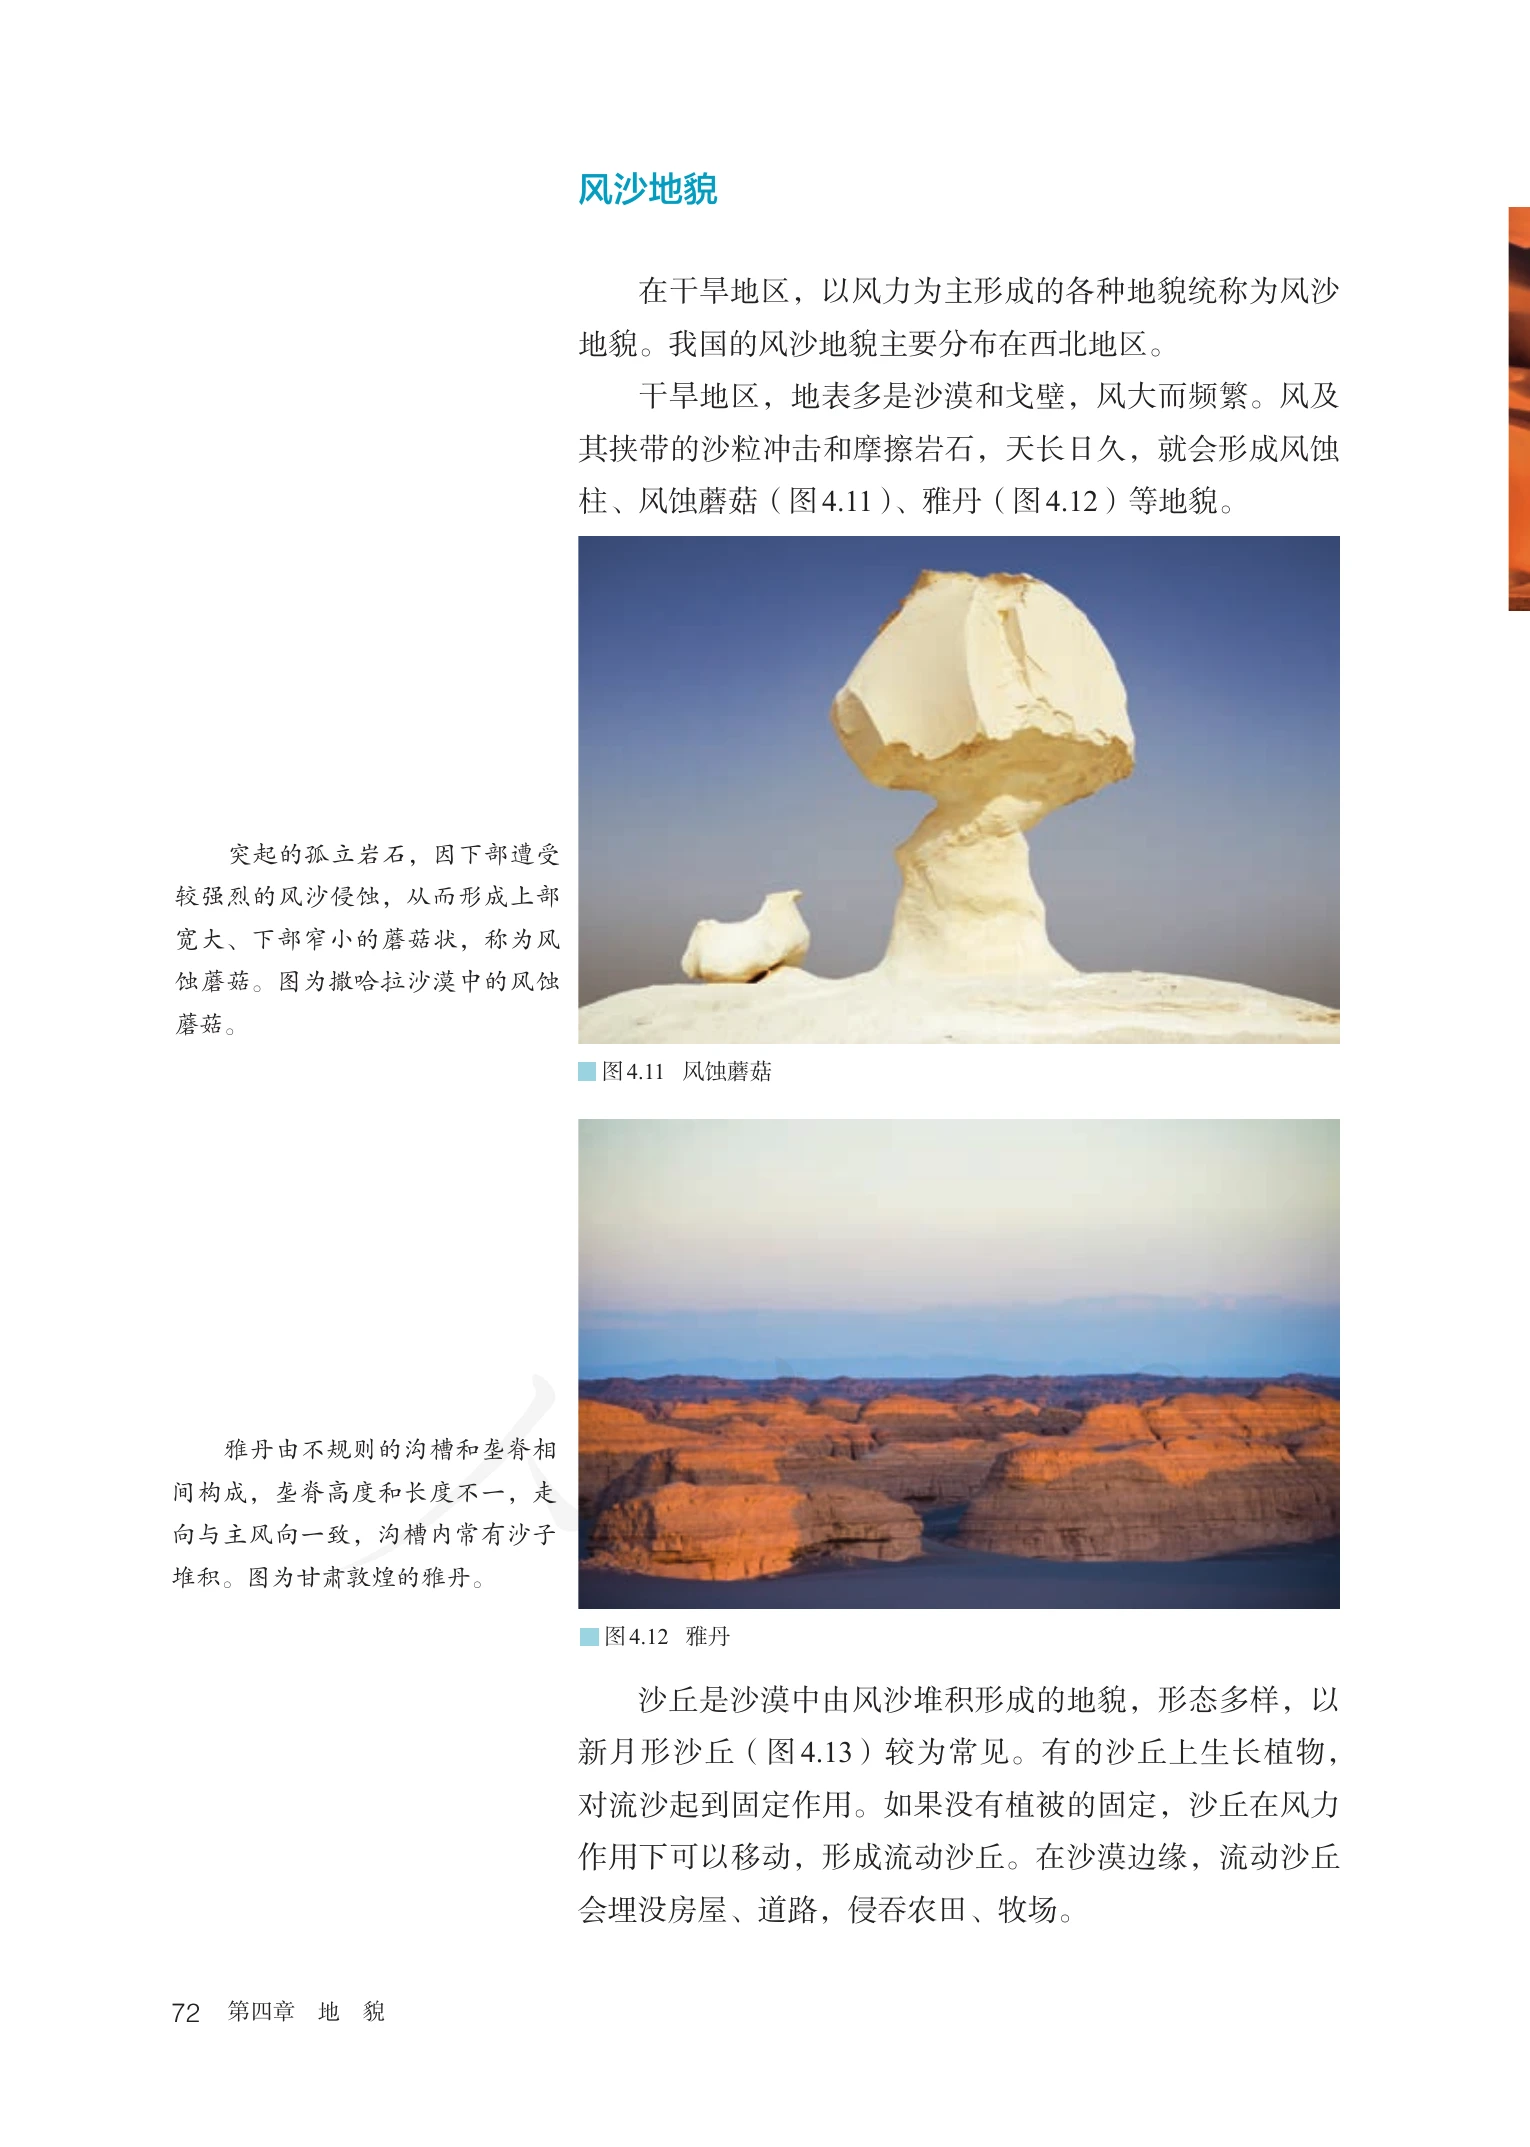 风沙地貌
在干旱地区，以风力为主形成的各种地貌统称为风沙
地貌。我国的风沙地貌主要分布在西北地区。
干旱地区，地表多是沙漠和戈壁，风大而频繁。风及
其挟带的沙粒冲击和摩擦岩石，天长日久，就会形成风蚀
柱、风蚀蘑菇（图4.11）、雅丹（图4.12）等地貌。
突起的孤立岩石，因下部遭受
较强烈的风沙侵蚀，从而形成上部
宽大、下部窄小的蘑菇状，称为风
蚀蘑菇。图为撒哈拉沙漠中的风蚀
蘑菇。
图4.11 风蚀蘑菇
雅丹由不规则的沟槽和垄脊相
间构成，垄脊高度和长度不一，走
向与主风向一致，沟槽内常有沙子
堆积。图为甘肃敦煌的雅丹。
图4.12 雅丹
沙丘是沙漠中由风沙堆积形成的地貌，形态多样，以
新月形沙丘（图4.13）较为常见。有的沙丘上生长植物，
对流沙起到固定作用。如果没有植被的固定，沙丘在风力
作用下可以移动，形成流动沙丘。在沙漠边缘，流动沙丘
会埋没房屋、道路，侵吞农田、牧场。
72 第四章 地 貌